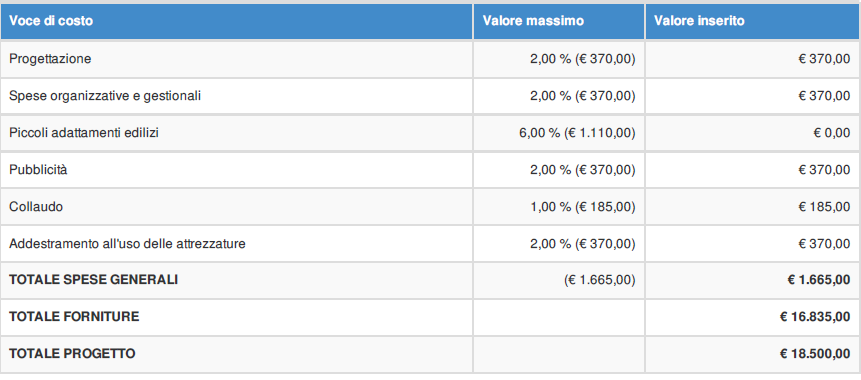 Voce di costo Valore massimo Valore inserito
Progettazione 2,00 % (€ 370,00) € 370,00
Spese organizzative e gestionali 2,00 % (€ 370,00) € 370,00
Piccoli adattamenti edilizi 6,00 % (€ 1.110,00) € 0,00
Pubblicità 2,00 % (€ 370,00) € 370,00
Collaudo 1,00 % (€ 185,00) € 185,00
Addestramento all'uso delle attrezzature 2,00 % (€ 370,00) € 370,00
TOTALE SPESE GENERALI (€ 1.665,00) € 1.665,00
TOTALE FORNITURE € 16.835,00
TOTALE PROGETTO € 18.500,00